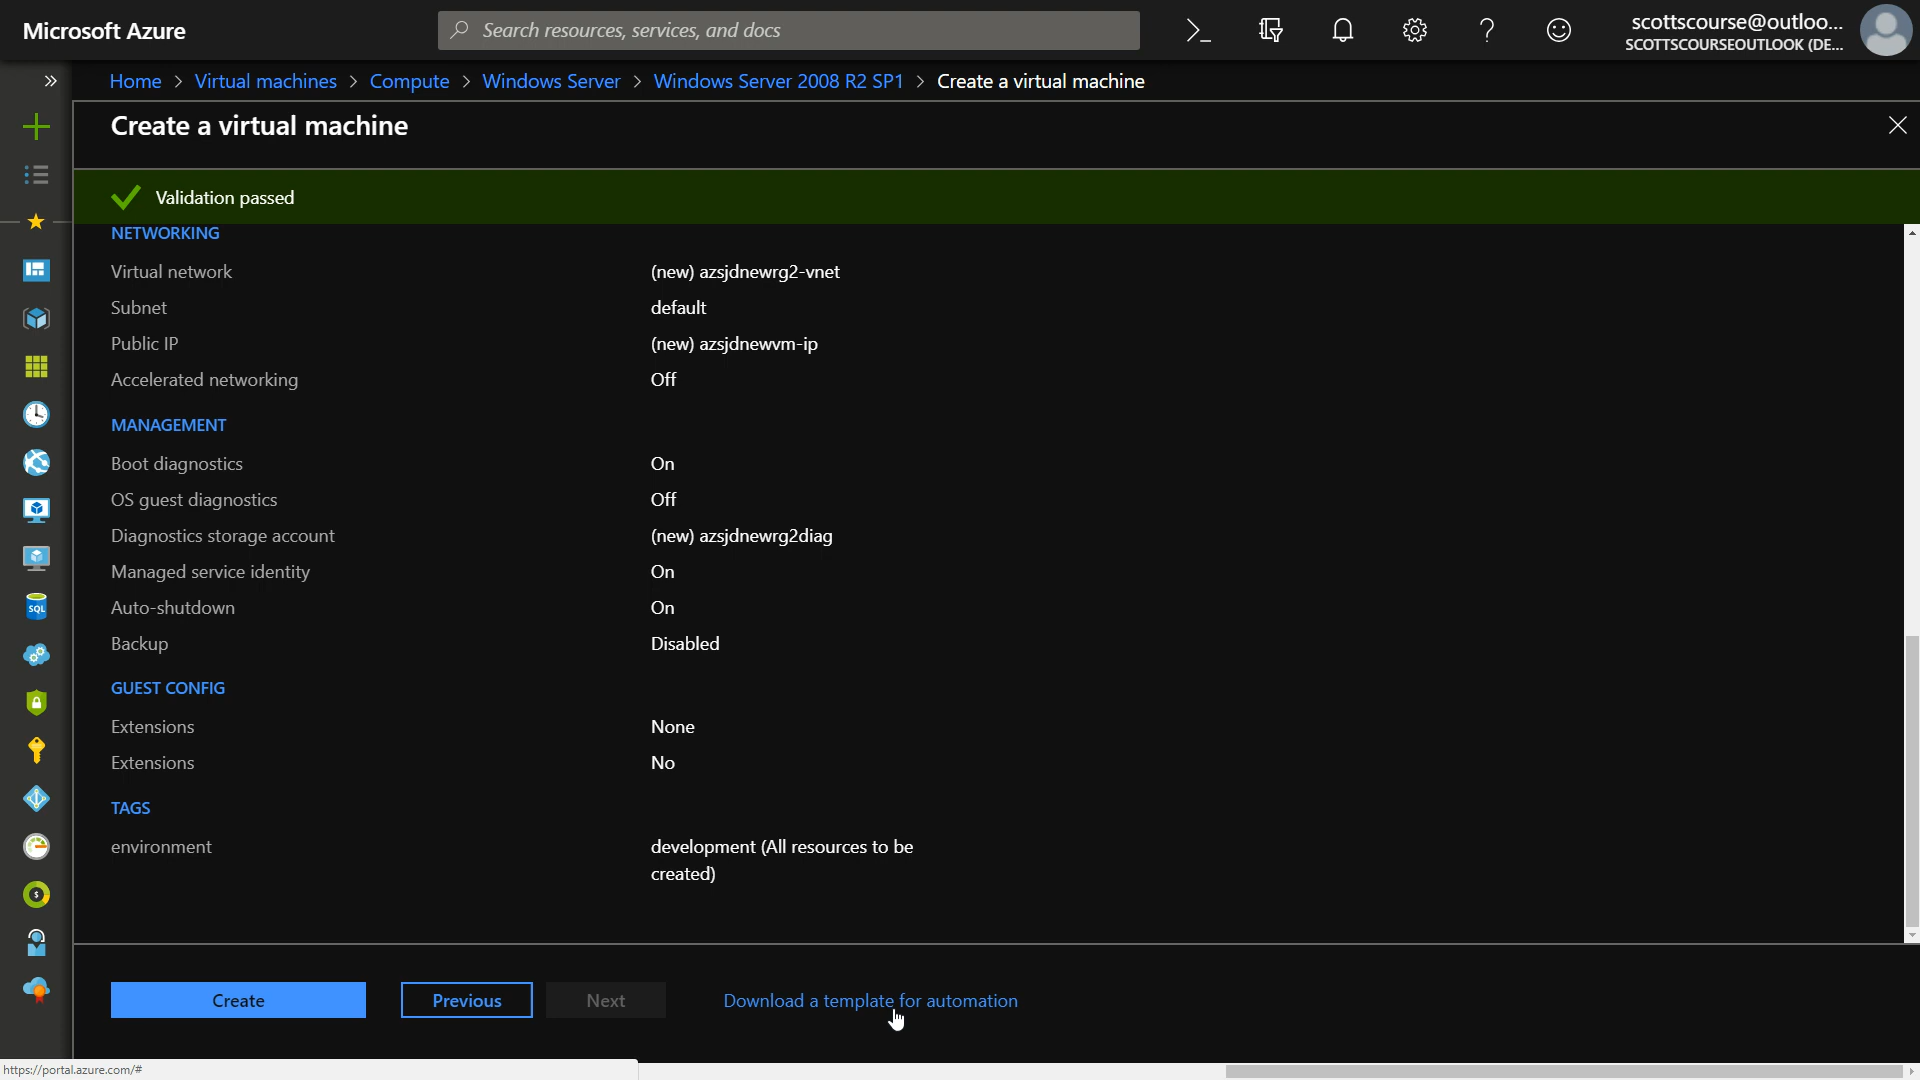 Microsoft Azure
Search resources, services, and docs
scottscourse@outloo...
SCOTTSCOURSEOUTLOOK (DE...
Home > Virtual machines > Compute > Windows Server > Windows Server 2008 R2 SP1 > Create a virtual machine
Create a virtual machine
Validation passed
NETWORKING
Virtual network (new) azsjdnewrg2-vnet
Subnet default
Public IP (new) azsjdnewvm-ip
Accelerated networking Off
MANAGEMENT
Boot diagnostics On
OS guest diagnostics Off
Diagnostics storage account (new) azsjdnewrg2diag
Managed service identity On
Auto-shutdown On
Backup Disabled
GUEST CONFIG
Extensions None
Extensions No
TAGS
environment development (All resources to be
created)
Create Previous Next Download a template for automation
https://portal.azure.com/#
SQL